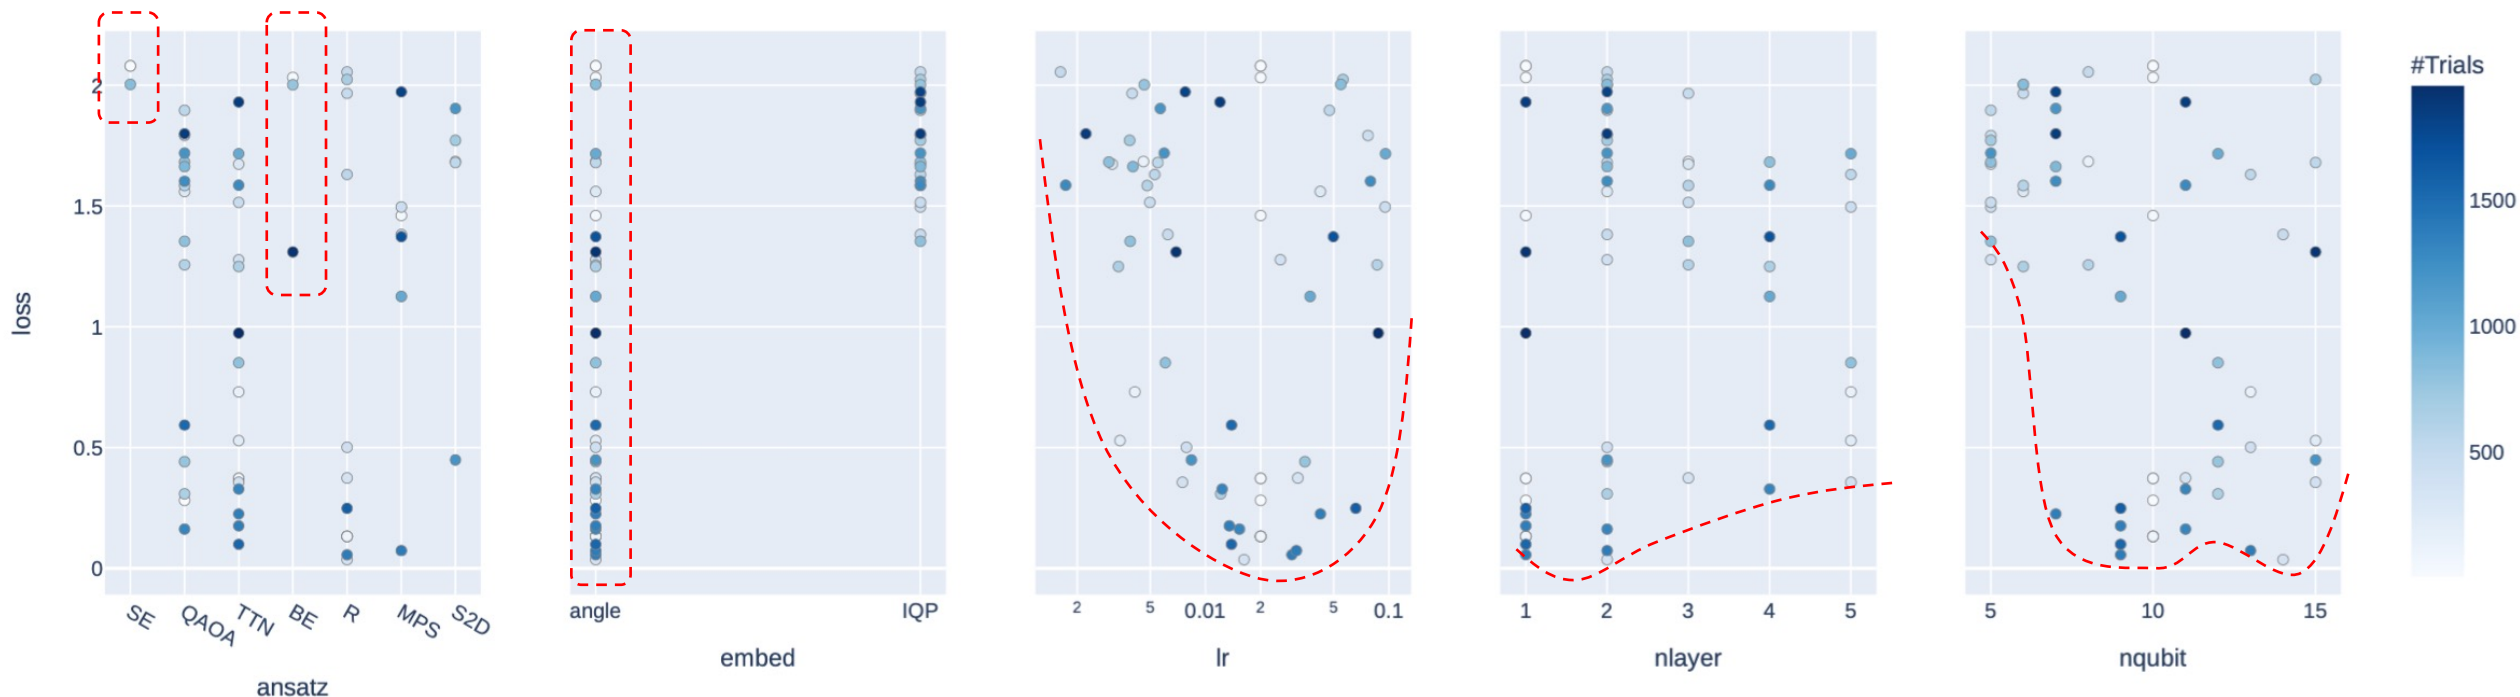 #Trials
2
1.5
1
0.5
0
loss
SE
QAOA
TTN
BE
R
MPS
S2D
ansatz
angle
IQP
embed
2
5
0.01
2
5
0.1
lr
1
2
3
4
5
nlayer
5
10
15
nqubit
1500
1000
500